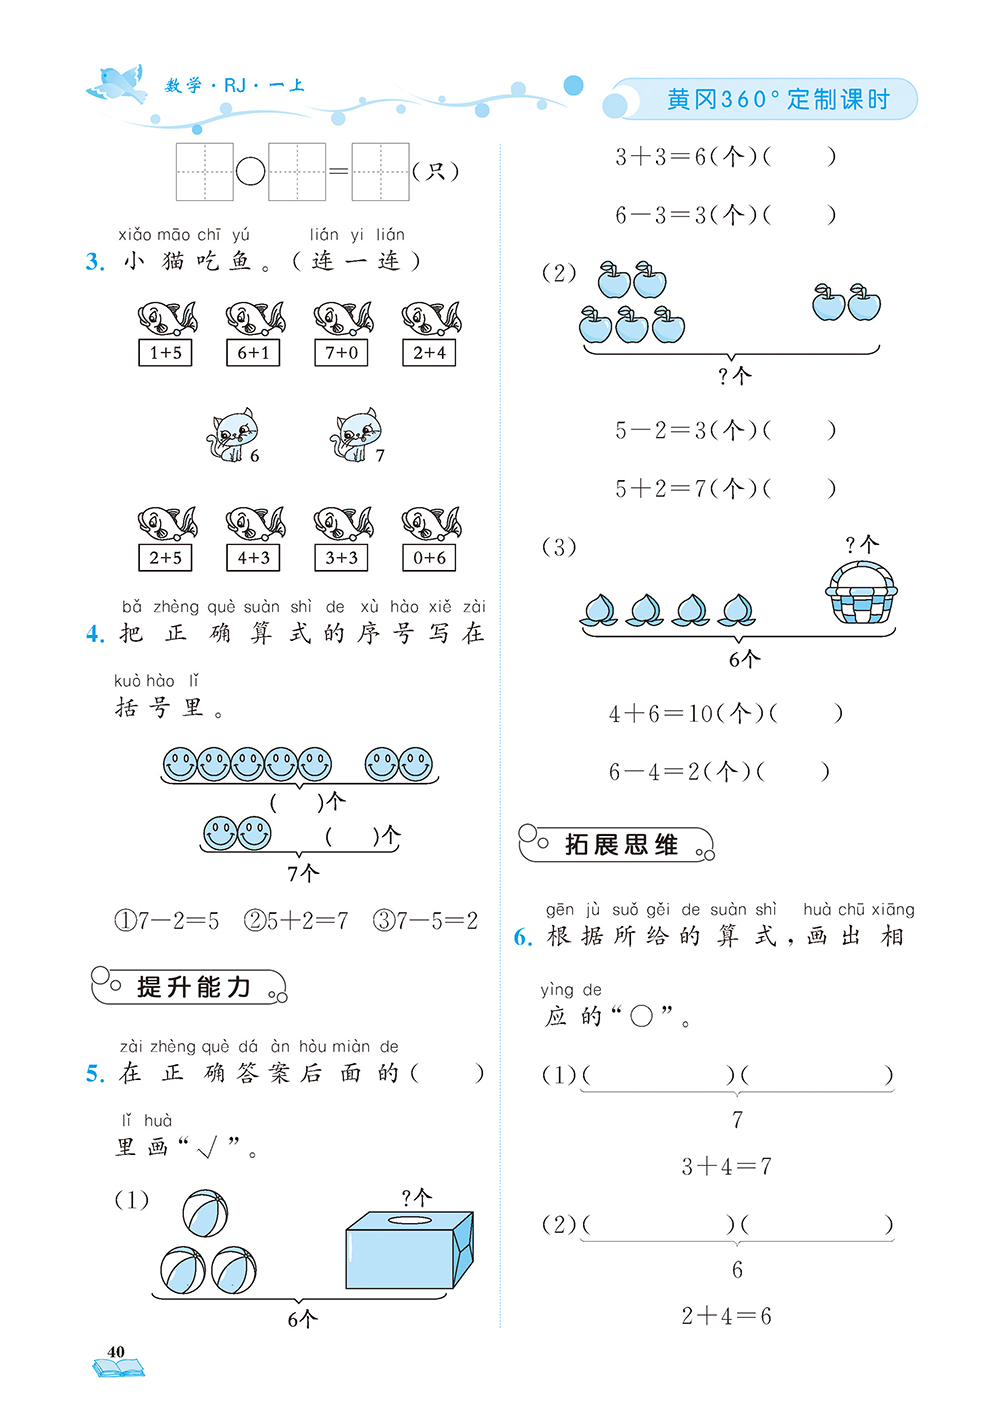 数学·RJ·一上
黄冈360°定制课时
=(只)
xiǎo māo chī yú lián yi lián
3. 小猫吃鱼。(连一连)
1+5 6+1 7+0 2+4
6 7
2+5 4+3 3+3 0+6
bǎ zhèng què suàn shì de xù hào xiě zài
4. 把正确算式的序号写在
kuò hào lǐ
括号里。
( )个
( )个
7个
①7-2=5 ②5+2=7 ③7-5=2
提升能力
zài zhèng què dá àn hòu miàn de
5. 在正确答案后面的( )
lǐ huà
里画“√”。
(1)
?个
6个
3+3=6(个)( )
6-3=3(个)( )
(2)
?个
5-2=3(个)( )
5+2=7(个)( )
(3)
?个
6个
4+6=10(个)( )
6-4=2(个)( )
拓展思维
gēn jù suǒ gěi de suàn shì huà chū xiāng
6. 根据所给的算式,画出相
yìng de
应的“○”。
(1)( )( )
7
3+4=7
(2)( )( )
6
2+4=6
40